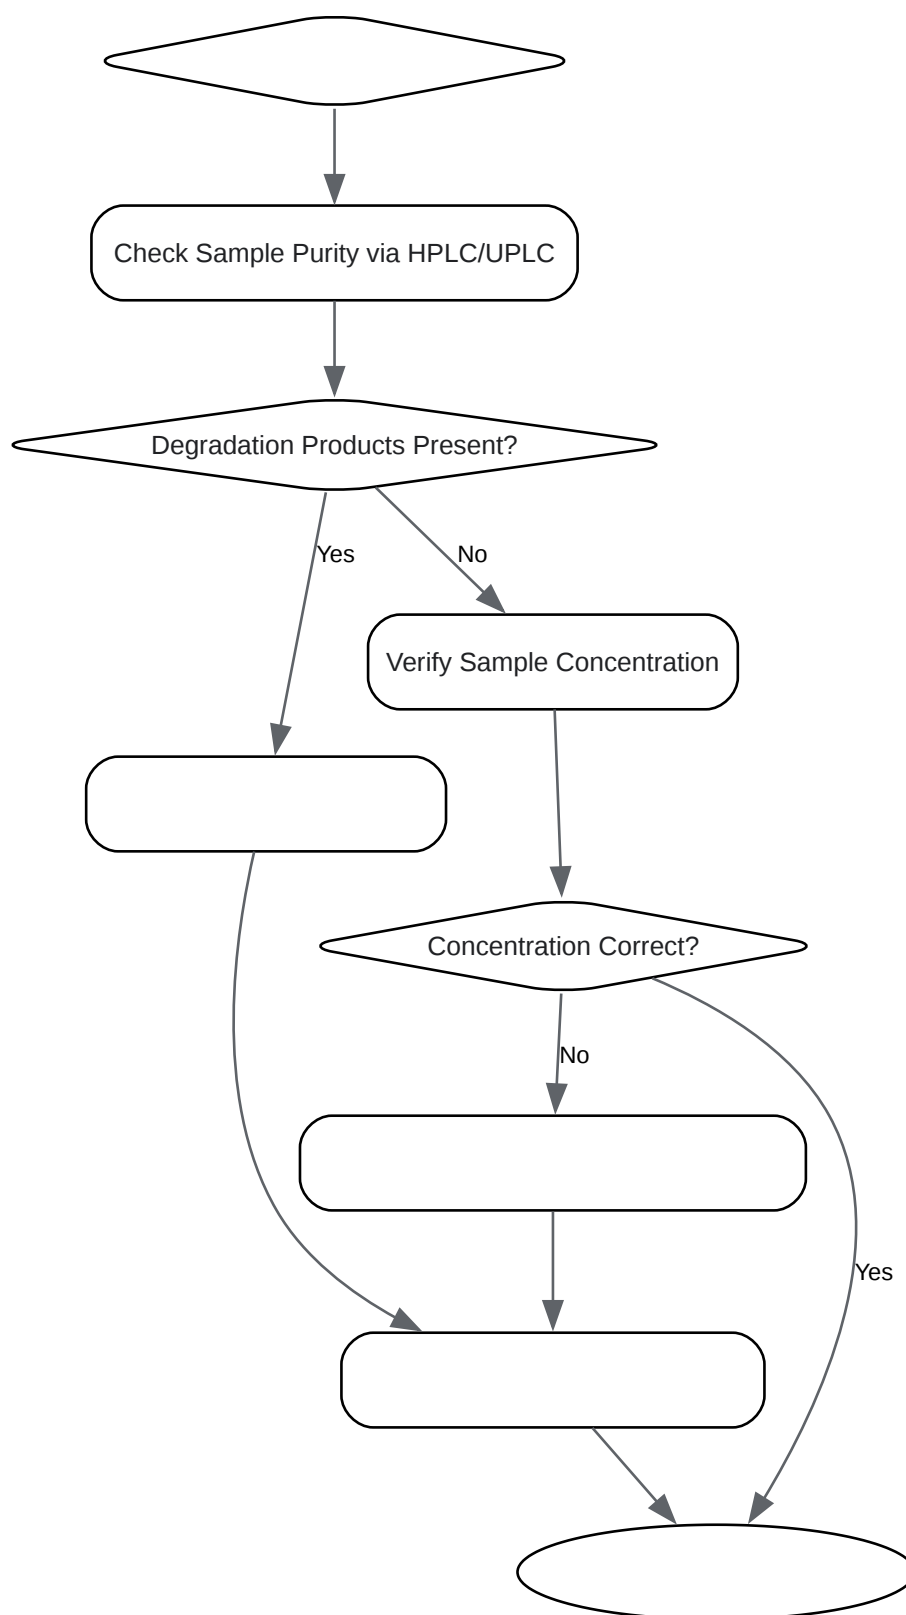 Check Sample Purity via HPLC/UPLC
Degradation Products Present?
Yes
No
Verify Sample Concentration
Concentration Correct?
No
Yes